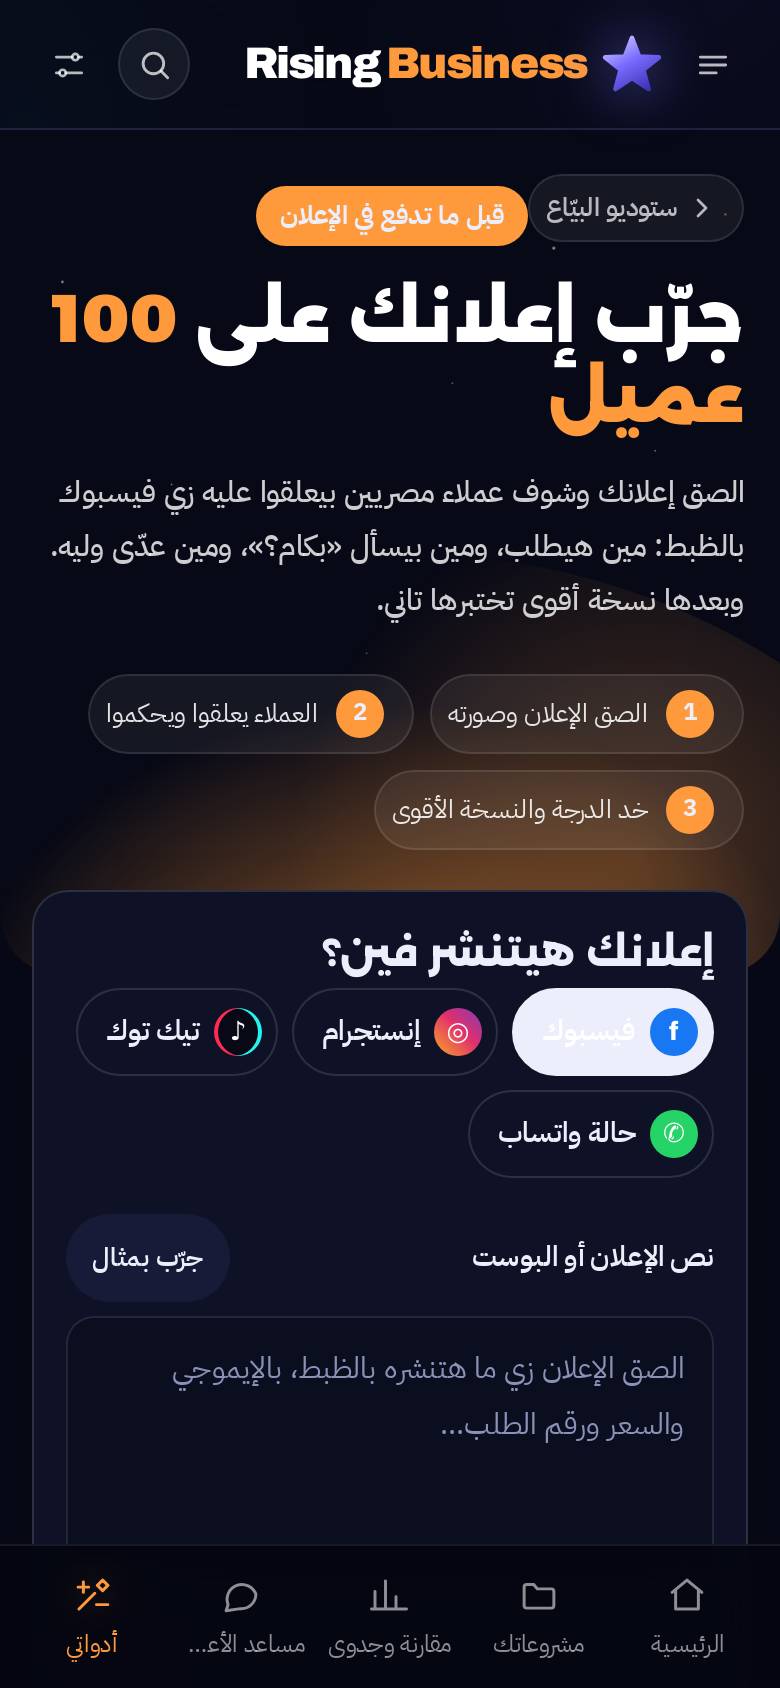 Rising Business
ستوديو البيّاع
قبل ما تدفع في الإعلان
جرّب إعلانك على 100
عميل
الصق إعلانك وشوف عملاء مصريين بيعلقوا عليه زي فيسبوك
بالظبط: مين هيطلب، ومين بيسأل «بكام؟»، ومين عدّى وليه.
وبعدها نسخة أقوى تختبرها تاني.
1 الصق الإعلان وصورته
2 العملاء يعلقوا ويحكموا
3 خد الدرجة والنسخة الأقوى
إعلانك هيتنشر فين؟
f فيسبوك
إنستجرام
تيك توك
حالة واتساب
نص الإعلان أو البوست
جرّب بمثال
الصق الإعلان زي ما هتنشره بالظبط، بالإيموجي
والسعر ورقم الطلب...
الرئيسية
مشروعاتك
مقارنة وجدوى
مساعد الأعـ...
أدواتي